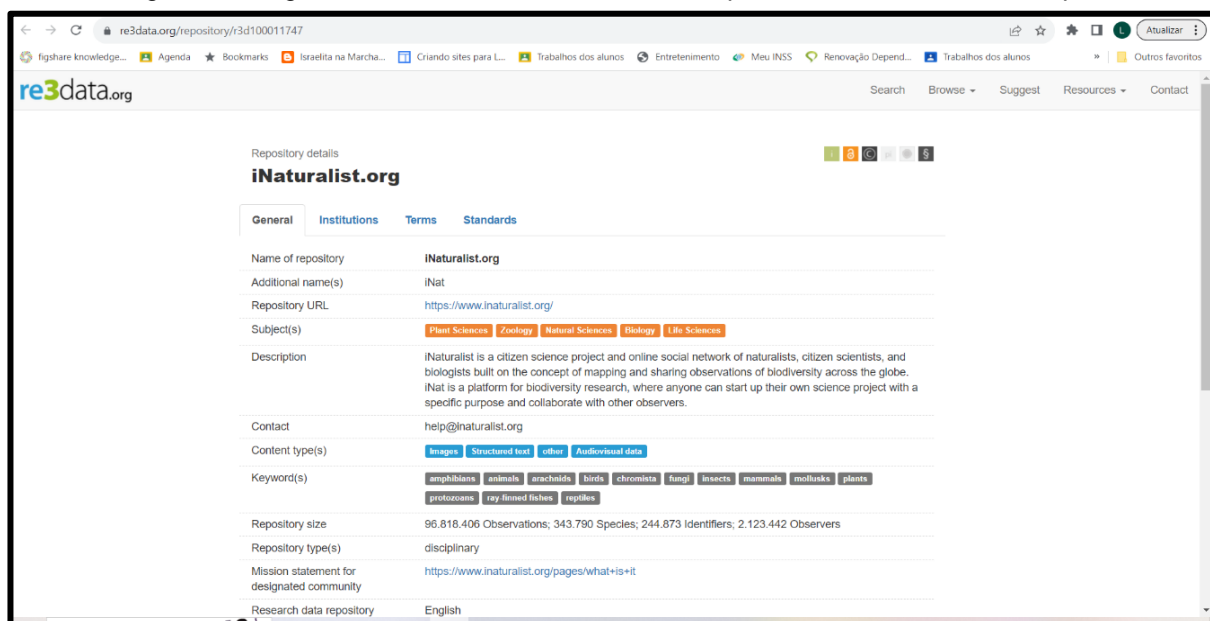 re3data.org/repository/r3d100011747
L
Atualizar
figshare knowledge... Agenda Bookmarks Israelita na Marcha... Criando sites para L... Trabalhos dos alunos Entretenimento Meu INSS Renovação Depend... Trabalhos dos alunos » Outros favoritos
re3data.org
Search Browse Suggest Resources Contact
Repository details
iNaturalist.org
General Institutions Terms Standards
Name of repository iNaturalist.org
Additional name(s) iNat
Repository URL https://www.inaturalist.org/
Subject(s) Plant Sciences Zoology Natural Sciences Biology Life Sciences
Description iNaturalist is a citizen science project and online social network of naturalists, citizen scientists, and
biologists built on the concept of mapping and sharing observations of biodiversity across the globe.
iNat is a platform for biodiversity research, where anyone can start up their own science project with a
specific purpose and collaborate with other observers.
Contact help@inaturalist.org
Content type(s) Images Structured text other Audiovisual data
Keyword(s) amphibians animals arachnids birds chromista fungi insects mammals mollusks plants
protozoans ray-finned fishes reptiles
Repository size 96.818.406 Observations; 343.790 Species; 244.873 Identifiers; 2.123.442 Observers
Repository type(s) disciplinary
Mission statement for https://www.inaturalist.org/pages/what+is+it
designated community
Research data repository English